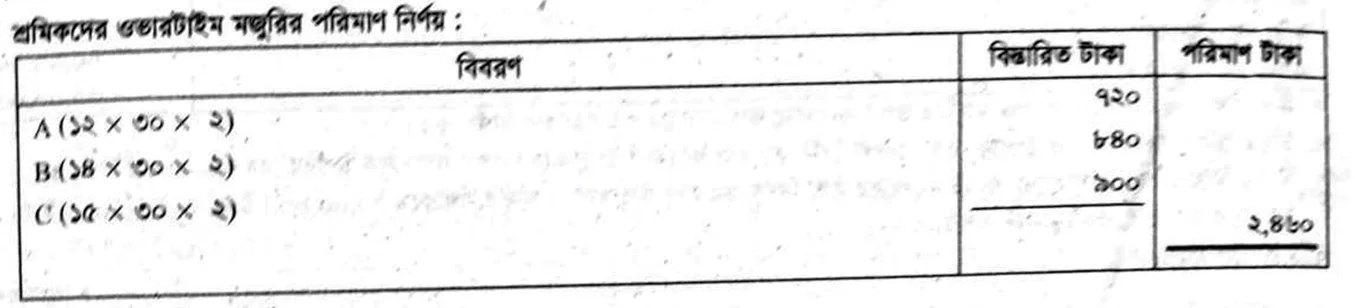 শ্রমিকদের ওভারটাইম মজুরির পরিমাণ নির্ণয় :
বিবরণ বিস্তারিত টাকা পরিমাণ টাকা
A (১২ × ৩০ × ২) ৭২০
B (১৪ × ৩০ × ২) ৮৪০
C (১৫ × ৩০ × ২) ৯০০
২,৪৬০